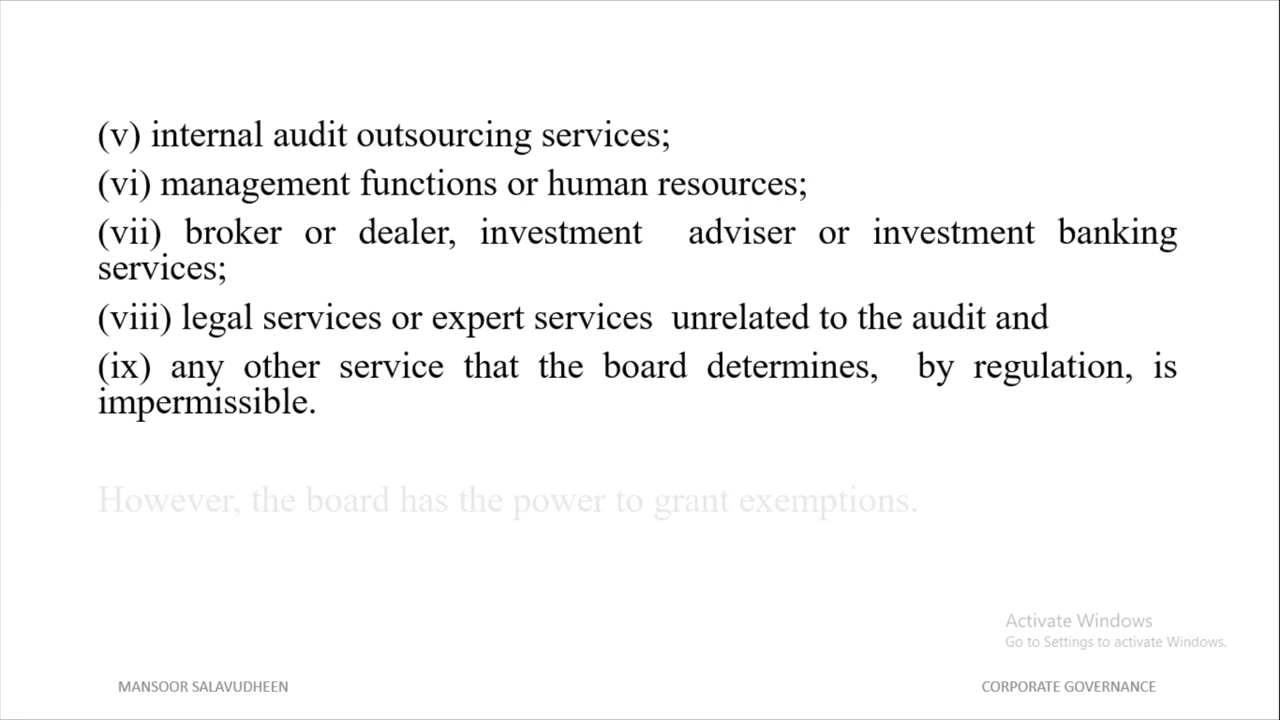 (v) internal audit outsourcing services;
(vi) management functions or human resources;
(vii) broker or dealer, investment adviser or investment banking
services;
(viii) legal services or expert services unrelated to the audit and
(ix) any other service that the board determines, by regulation, is
impermissible.
However, the board has the power to grant exemptions.
Activate Windows
Go to Settings to activate Windows.
MANSOOR SALAVUDHEEN
CORPORATE GOVERNANCE